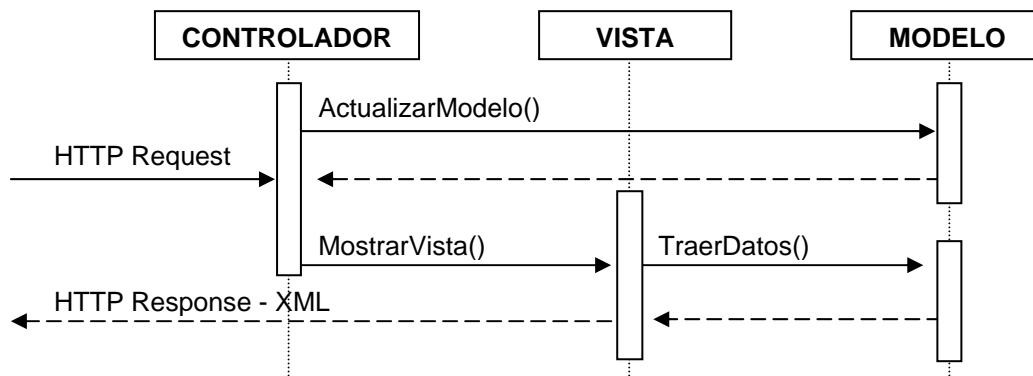 CONTROLADOR
VISTA
MODELO
ActualizarModelo()
HTTP Request
MostrarVista()
TraerDatos()
HTTP Response - XML